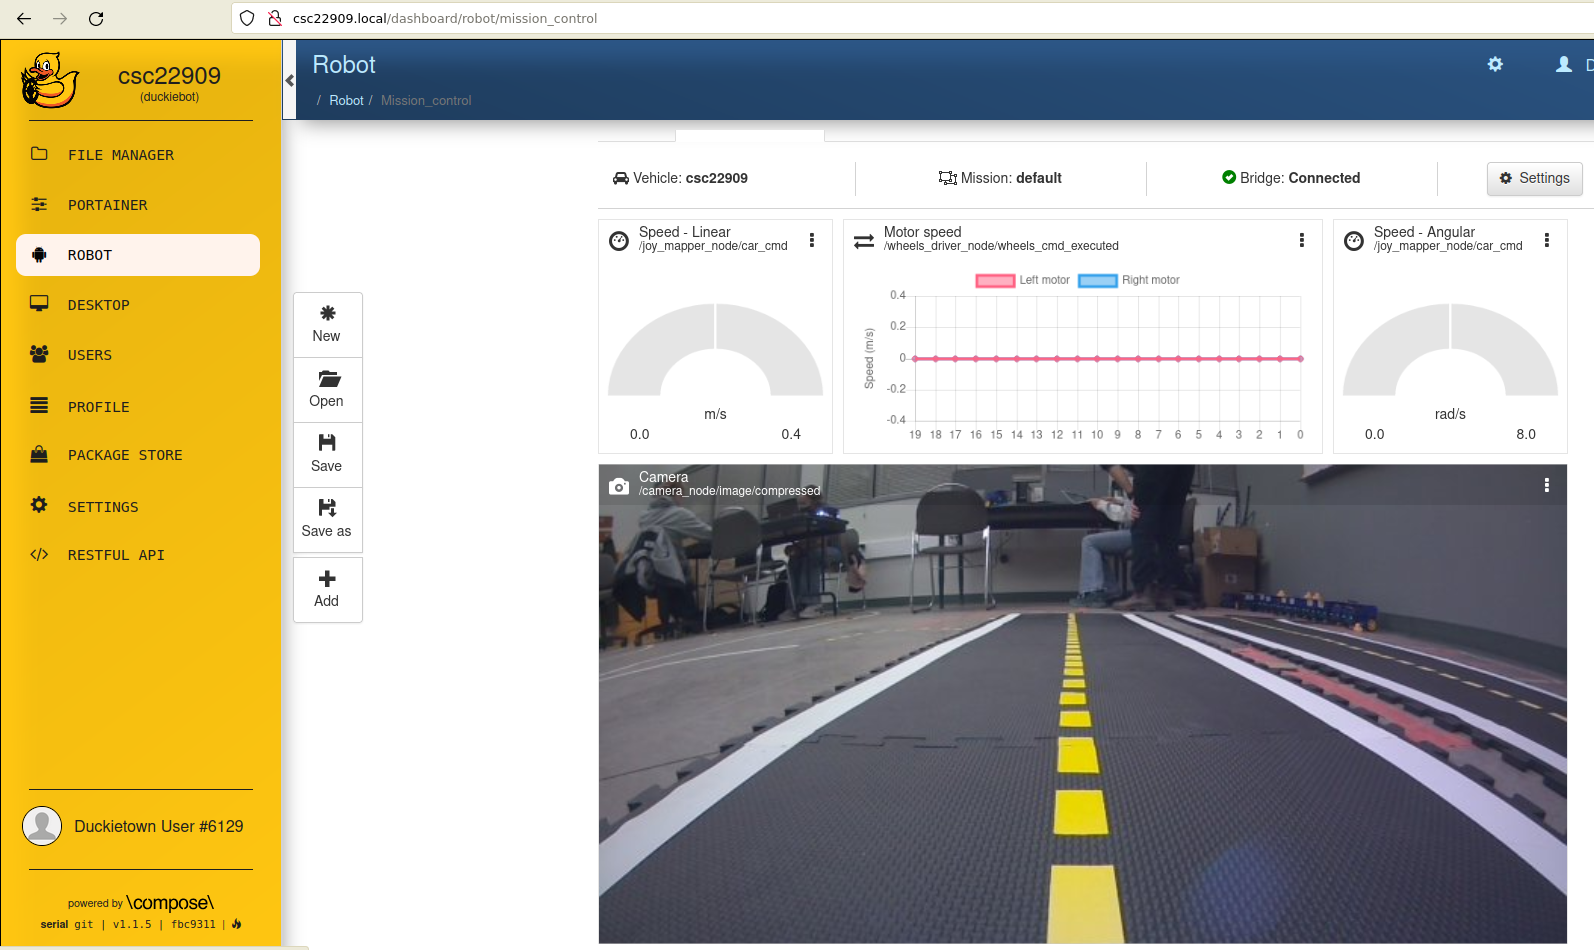 csc22909.local/dashboard/robot/mission_control
csc22909
(duckiebot)
FILE MANAGER
PORTAINER
ROBOT
DESKTOP
USERS
PROFILE
PACKAGE STORE
SETTINGS
RESTFUL API
Duckietown User #6129
powered by \compose\
serial git | v1.1.5 | fbc9311 |
Robot
/ Robot / Mission_control
D
New
Open
Save
Save as
Add
Vehicle: csc22909
Mission: default
Bridge: Connected
Settings
Speed - Linear
/joy_mapper_node/car_cmd
m/s
0.0 0.4
Motor speed
/wheels_driver_node/wheels_cmd_executed
Left motor Right motor
Speed (m/s)
0.4
0.2
0
-0.2
-0.4
19 18 17 16 15 14 13 12 11 10 9 8 7 6 5 4 3 2 1 0
Speed - Angular
/joy_mapper_node/car_cmd
rad/s
0.0 8.0
Camera
/camera_node/image/compressed